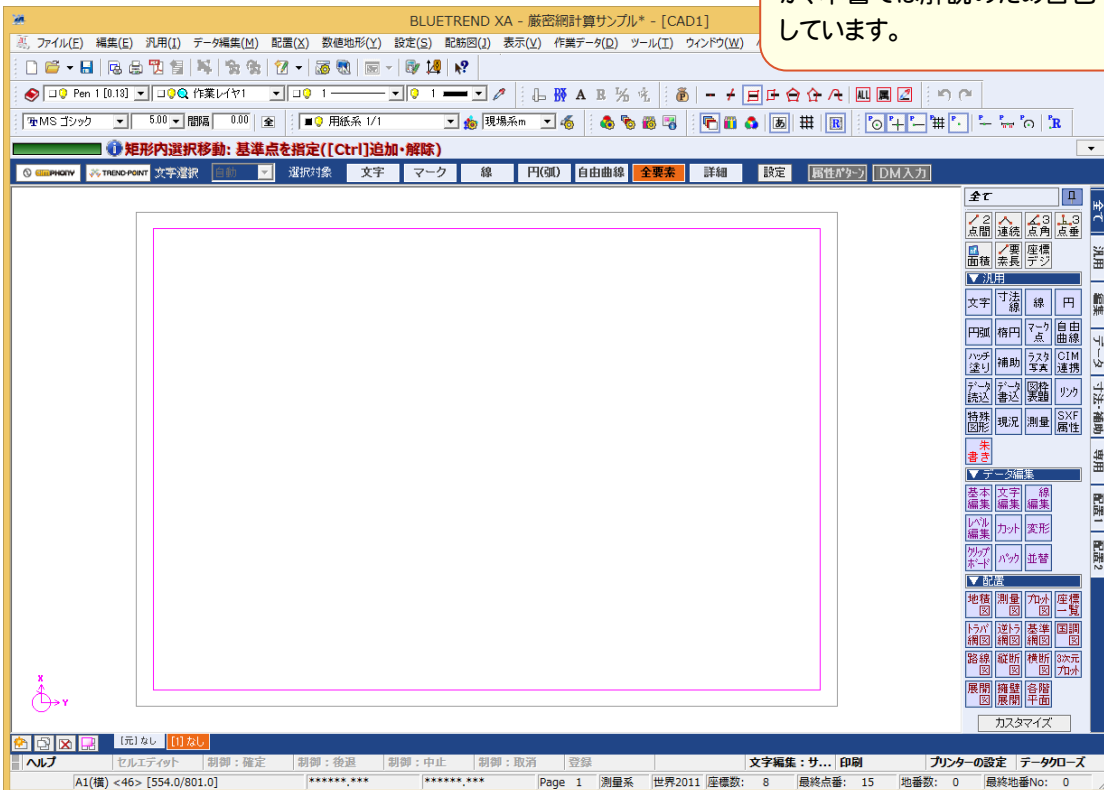 しています。
BLUETREND XA - 厳密網計算サンプル* - [CAD1]
ファイル(F) 編集(E) 汎用(I) データ編集(M) 配置(X) 数値地形(Y) 設定(S) 配筋図(J) 表示(V) 作業データ(D) ツール(T) ウィンドウ(W)
Pen 1 [0.13] 作業レイヤ1 1 1 A B ALL 属
MS ゴシック 5.00 間隔 0.00 全 用紙系 1/1 現場系m あ R R
矩形内選択移動: 基準点を指定([Ctrl]追加・解除)
TREND-POINT 文字選択 自動 選択対象 文字 マーク 線 円(弧) 自由曲線 全要素 詳細 設定 属性パターン DM入力
全て
2点間 連続 3点角 3点垂
面積 要素長 座標デジ
▼ 汎用
文字 寸法線 線 円
円弧 楕円 マーク点 自由曲線
ハッチ塗り 補助 ラスタ写真 CIM連携
データ読込 データ書込 図枠表題 リンク
特殊図形 現況 測量 SXF属性
朱書き
▼ データ編集
基本編集 文字編集 線編集
レベル編集 カット 変形
クリップボード パック 並替
▼ 配置
地積図 測量図 プロット図 座標一覧
トラバ網図 逆トラ網図 基準網図 国調図
路線図 縦断図 横断図 3次元プロット
展開図 擁壁展開 各階平面
カスタマイズ
全て
汎用
編集
データ
寸法・補助
専用
配置1
配置2
X
Y
[元]なし [1]なし
ヘルプ セルエディット 制御:確定 制御:後退 制御:中止 制御:取消 登録 文字編集:サ... 印刷 プリンターの設定 データクローズ
A1(横) <46> [554.0/801.0] ******.*** ******.*** Page 1 測量系 世界2011 座標数: 8 最終点番: 15 地番数: 0 最終地番No: 0